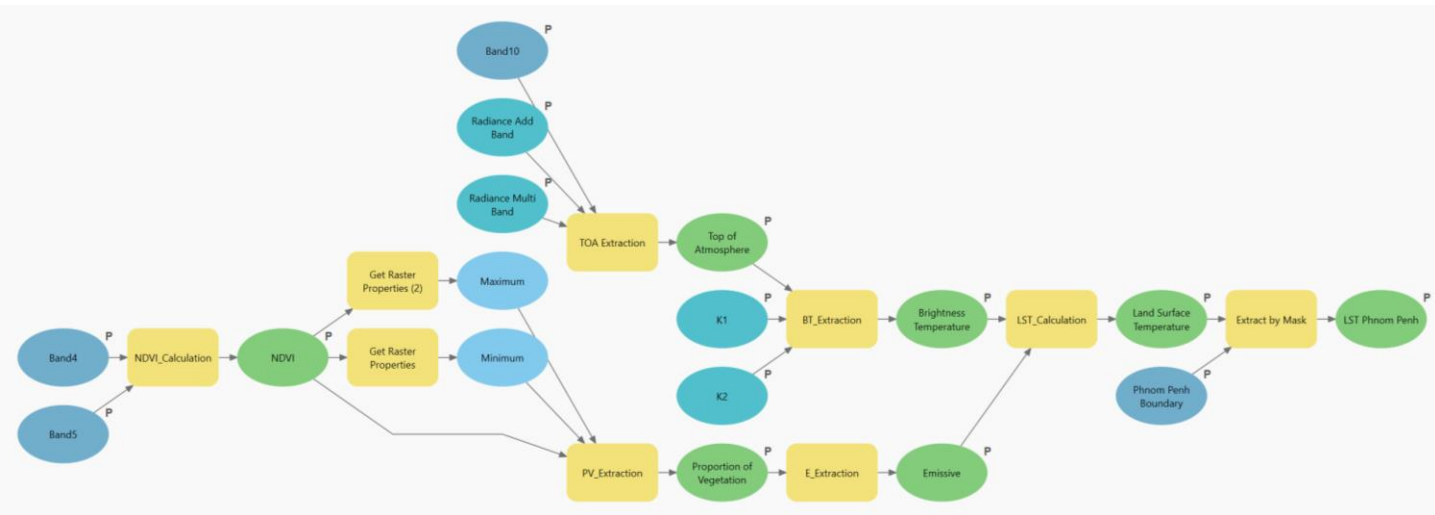 P
Band10
P
Radiance Add
Band
P
Radiance Multi
Band
TOA Extraction
P
Top of
Atmosphere
Get Raster
Properties (2)
Maximum
P
K1
BT_Extraction
P
Brightness
Temperature
LST_Calculation
P
Land Surface
Temperature
Extract by Mask
P
LST Phnom Penh
P
Band4
NDVI_Calculation
P
NDVI
Get Raster
Properties
Minimum
P
K2
P
Phnom Penh
Boundary
P
Band5
PV_Extraction
P
Proportion of
Vegetation
E_Extraction
P
Emissive